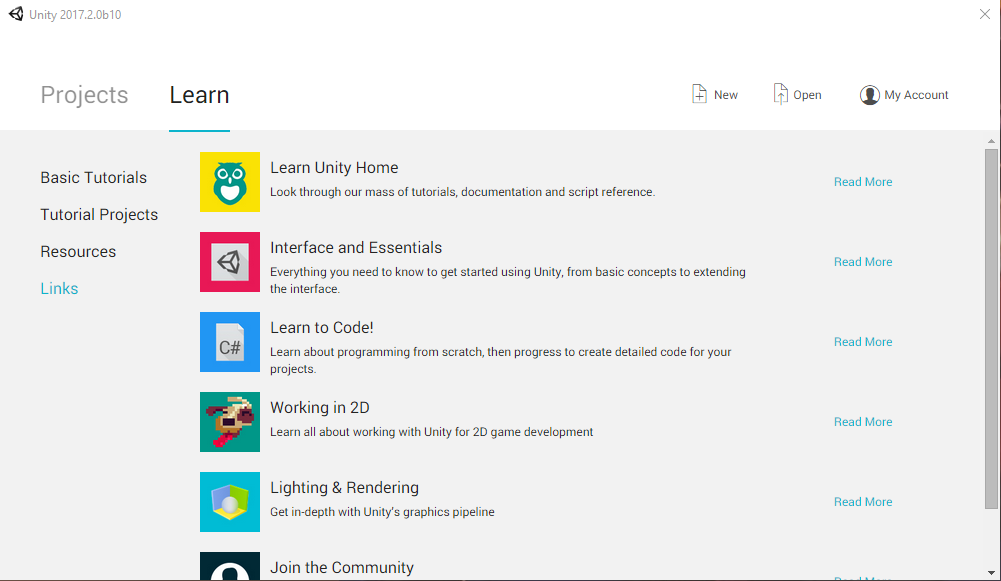 Unity 2017.2.0b10
Projects
Learn
New
Open
My Account
Basic Tutorials
Tutorial Projects
Resources
Links
Learn Unity Home
Look through our mass of tutorials, documentation and script reference.
Read More
Interface and Essentials
Everything you need to know to get started using Unity, from basic concepts to extending
the interface.
Read More
C#
Learn to Code!
Learn about programming from scratch, then progress to create detailed code for your
projects.
Read More
Working in 2D
Learn all about working with Unity for 2D game development
Read More
Lighting & Rendering
Get in-depth with Unity's graphics pipeline
Read More
Join the Community
Read More